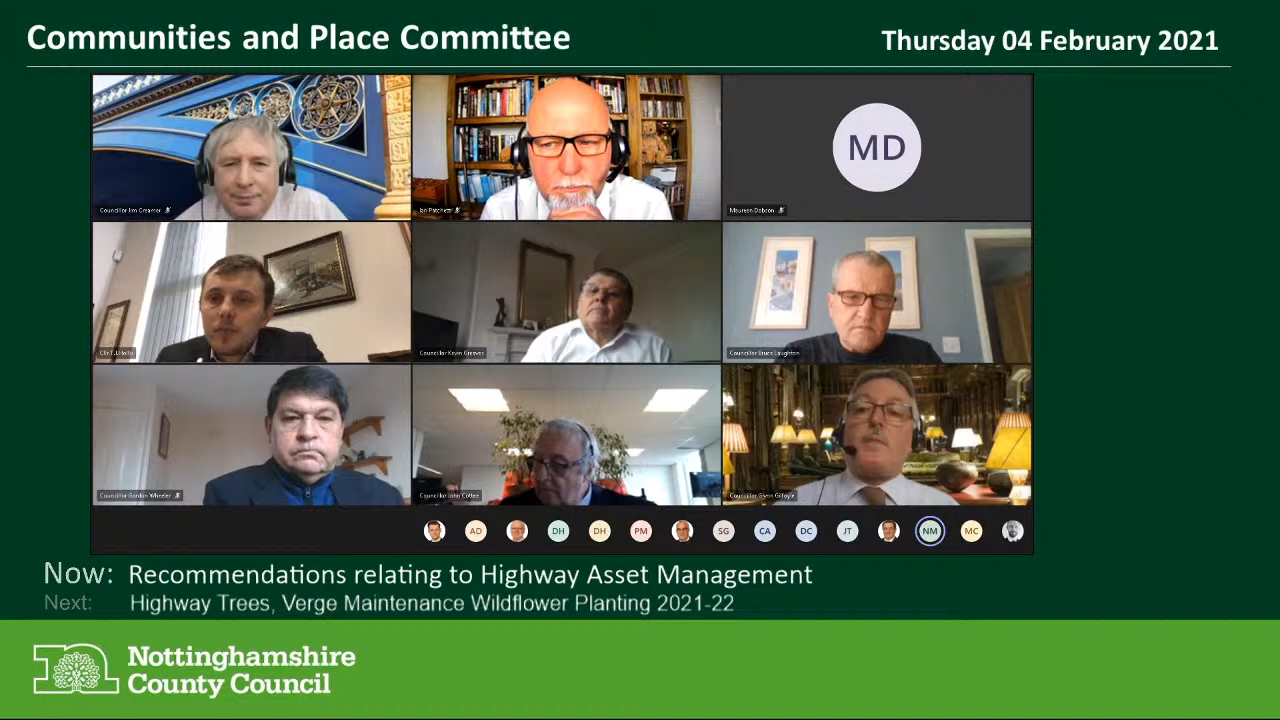 Communities and Place Committee
Thursday 04 February 2021
MD
Councillor Jim Creamer
Ian Patchett
Maureen Dobson
Councillor Kevin Greaves
Councillor Bruce Laughton
Councillor Gordon Wheeler
Councillor John Cottee
Councillor Glynn Gilfoyle
AD
DH
DH
PM
SG
CA
DC
JT
NM
MC
Now: Recommendations relating to Highway Asset Management
Next: Highway Trees, Verge Maintenance Wildflower Planting 2021-22
Nottinghamshire
County Council